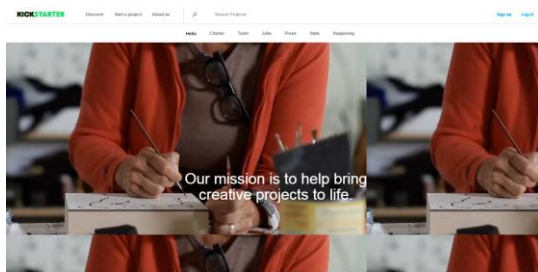 KICKSTARTER Discover Start a project About us Search Projects Sign up Log in
Hello Charter Team Jobs Press Stats Happening
Our mission is to help bring
creative projects to life.